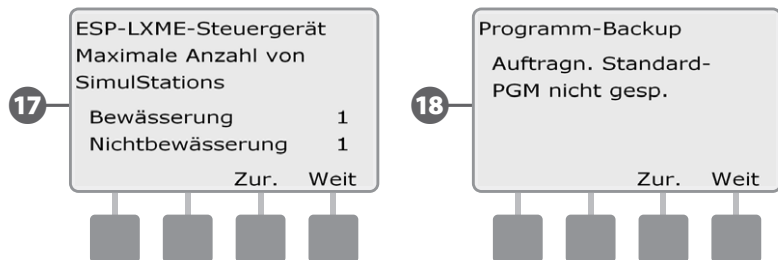 17
ESP-LXME-Steuergerät
Maximale Anzahl von
SimulStations
Bewässerung 1
Nichtbewässerung 1
Zur. Weit
18
Programm-Backup
Auftragn. Standard-
PGM nicht gesp.
Zur. Weit